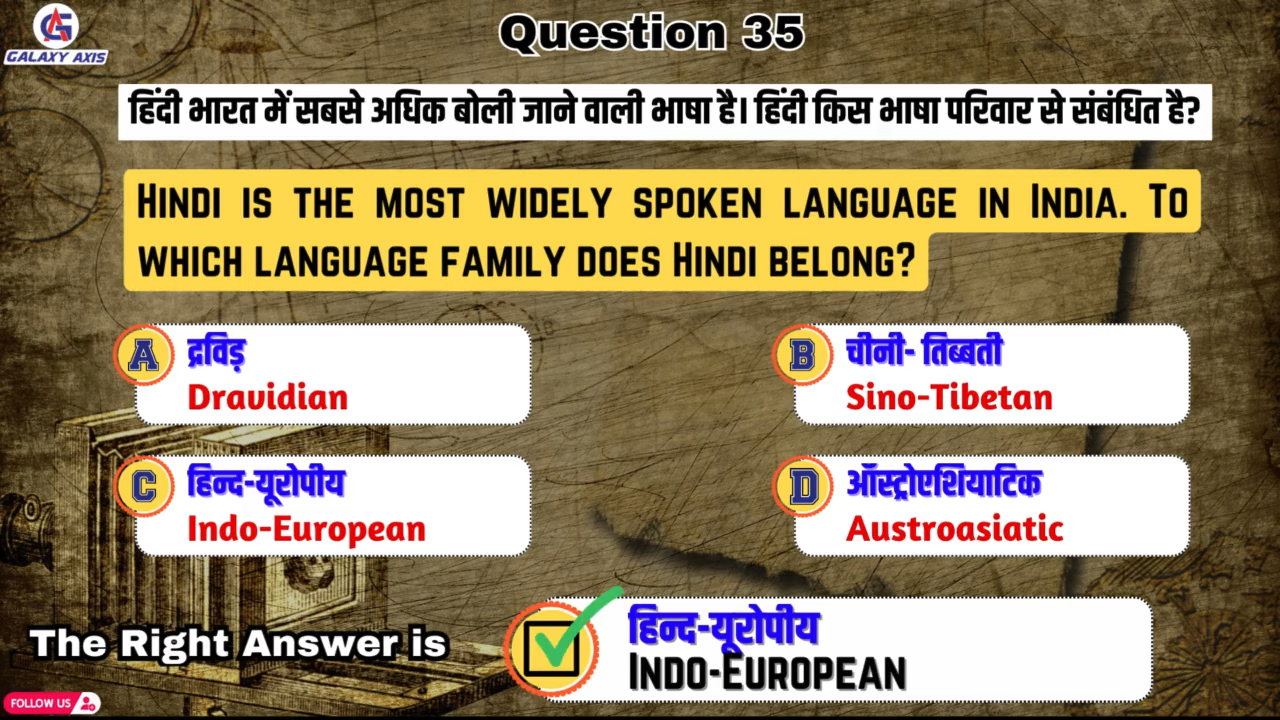 GALAXY AXIS
Question 35
हिंदी भारत में सबसे अधिक बोली जाने वाली भाषा है। हिंदी किस भाषा परिवार से संबंधित है?
Hindi is the most widely spoken language in India. To
which language family does Hindi belong?
A द्रविड़
Dravidian
B चीनी- तिब्बती
Sino-Tibetan
C हिन्द-यूरोपीय
Indo-European
D ऑस्ट्रोएशियाटिक
Austroasiatic
The Right Answer is
हिन्द-यूरोपीय
Indo-European
FOLLOW US